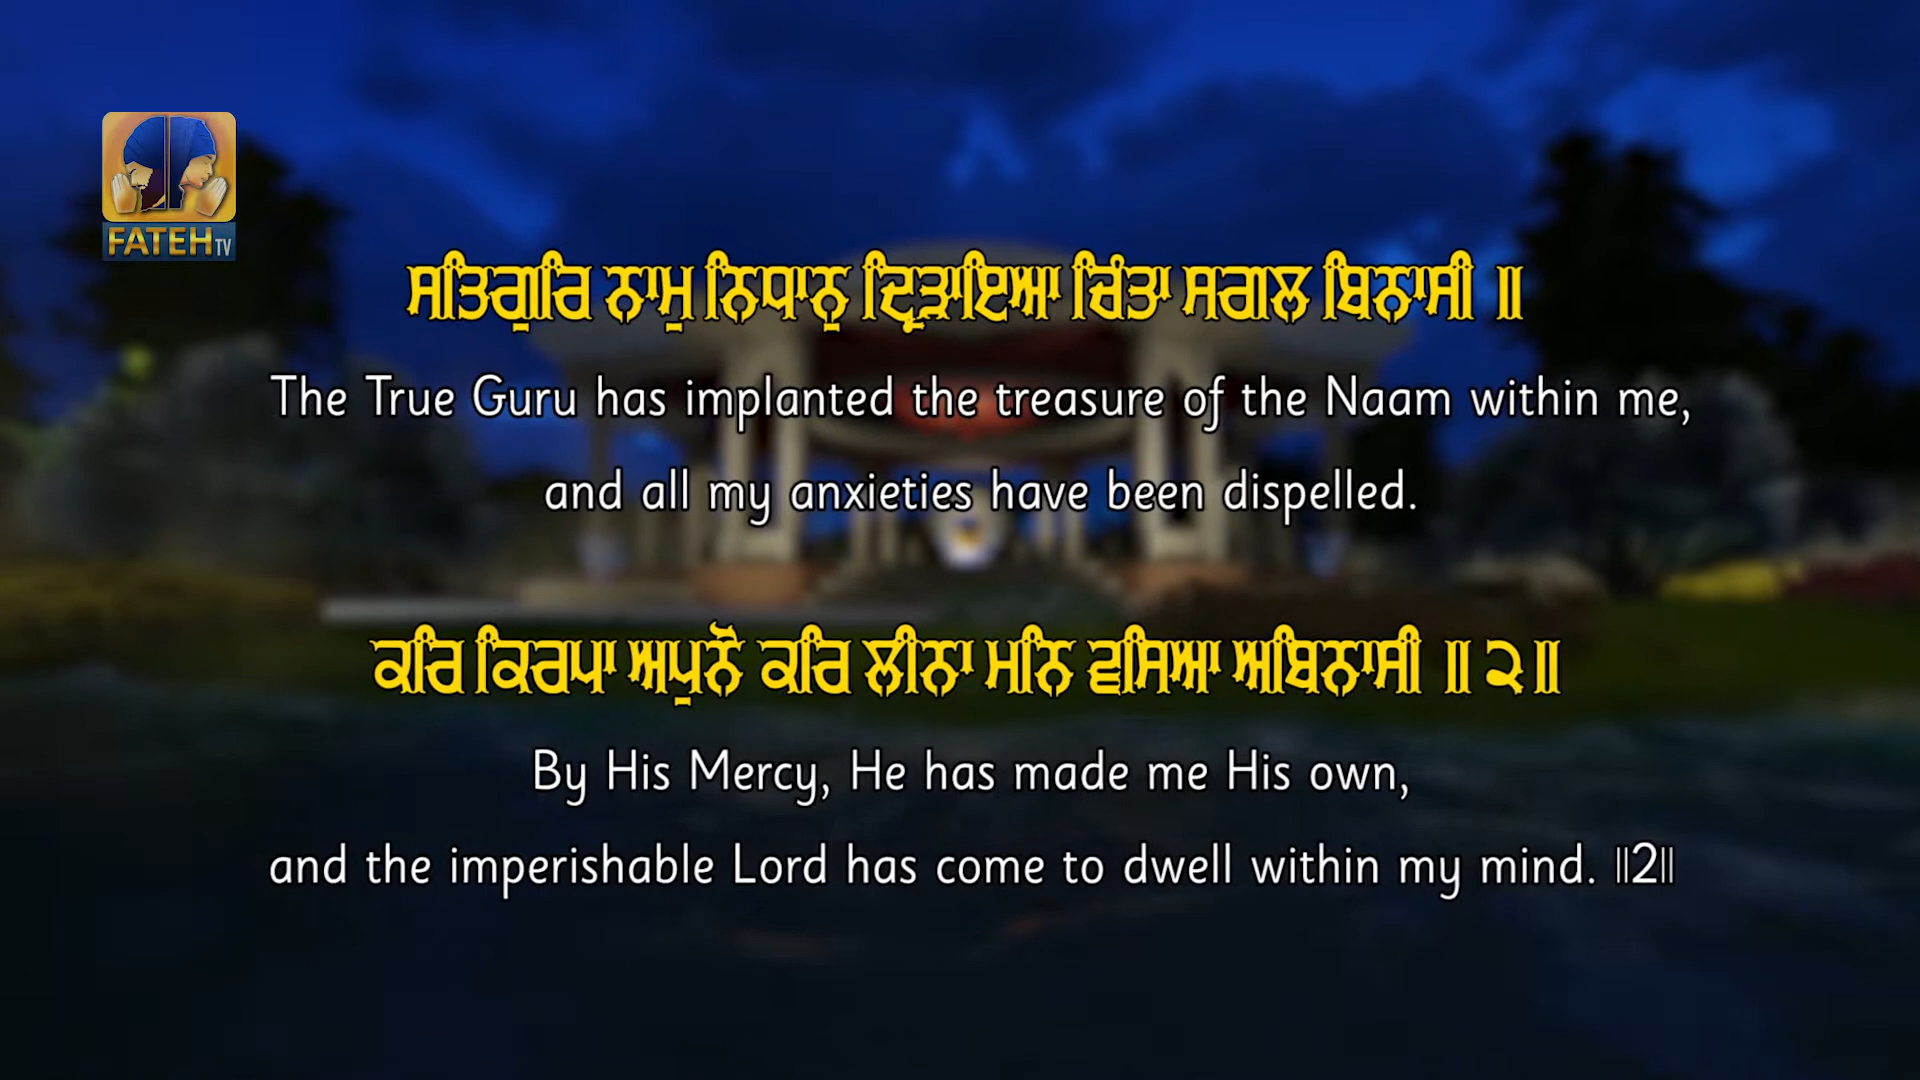 FATEH TV
ਸਤਿਗੁਰਿ ਨਾਮੁ ਨਿਧਾਨੁ ਦ੍ਰਿੜਾਇਆ ਚਿੰਤਾ ਸਗਲ ਬਿਨਾਸੀ ॥
The True Guru has implanted the treasure of the Naam within me,
and all my anxieties have been dispelled.
ਕਰਿ ਕਿਰਪਾ ਅਪੁਨੋ ਕਰਿ ਲੀਨਾ ਮਨਿ ਵਸਿਆ ਅਬਿਨਾਸੀ ॥੨॥
By His Mercy, He has made me His own,
and the imperishable Lord has come to dwell within my mind. ॥2॥